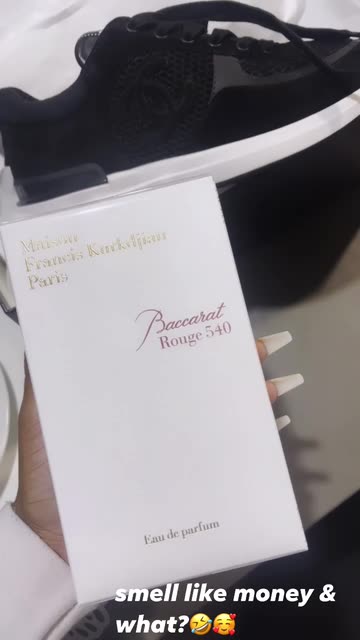 Maison
Francis Kurkdjian
Paris
Baccarat
Rouge 540
Eau de parfum
smell like money &
what?🤣🥰